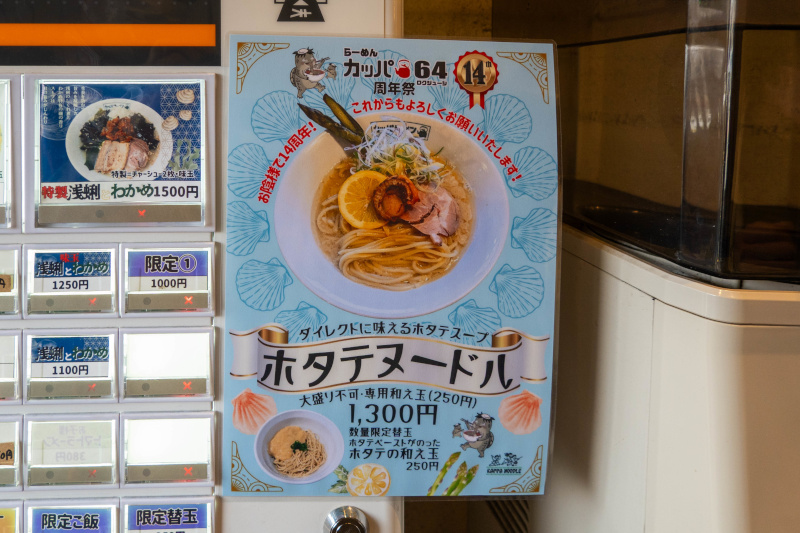 特製=チャーシュー2枚・味玉
特製 浅蜊とわかめ1500円
浅蜊とわかめ
1250円
限定①
1000円
浅蜊とわかめ
1100円
380円
限定ご飯
限定替玉
らーめん
カッパ64
ロクジュージ
周年祭
14th
お陰様で14周年!これからもよろしくお願いいたします!
ダイレクトに味えるホタテスープ
ホタテヌードル
大盛り不可・専用和え玉(250円)
1,300円
数量限定替玉
ホタテペーストがのった
ホタテの和え玉
250円
KAPPA NOODLE